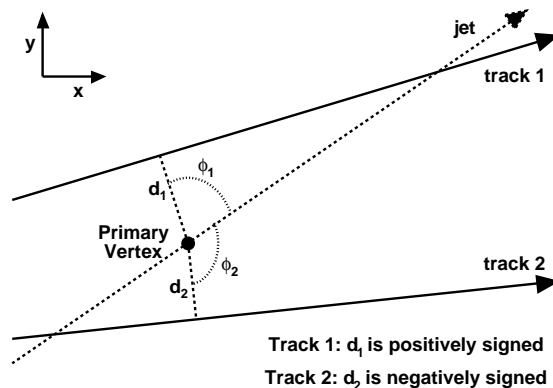 jet
y
track 1
x
ϕ1
d1
Primary
Vertex
ϕ2
d2
track 2
Track 1: d1 is positively signed
Track 2: d2 is negatively signed